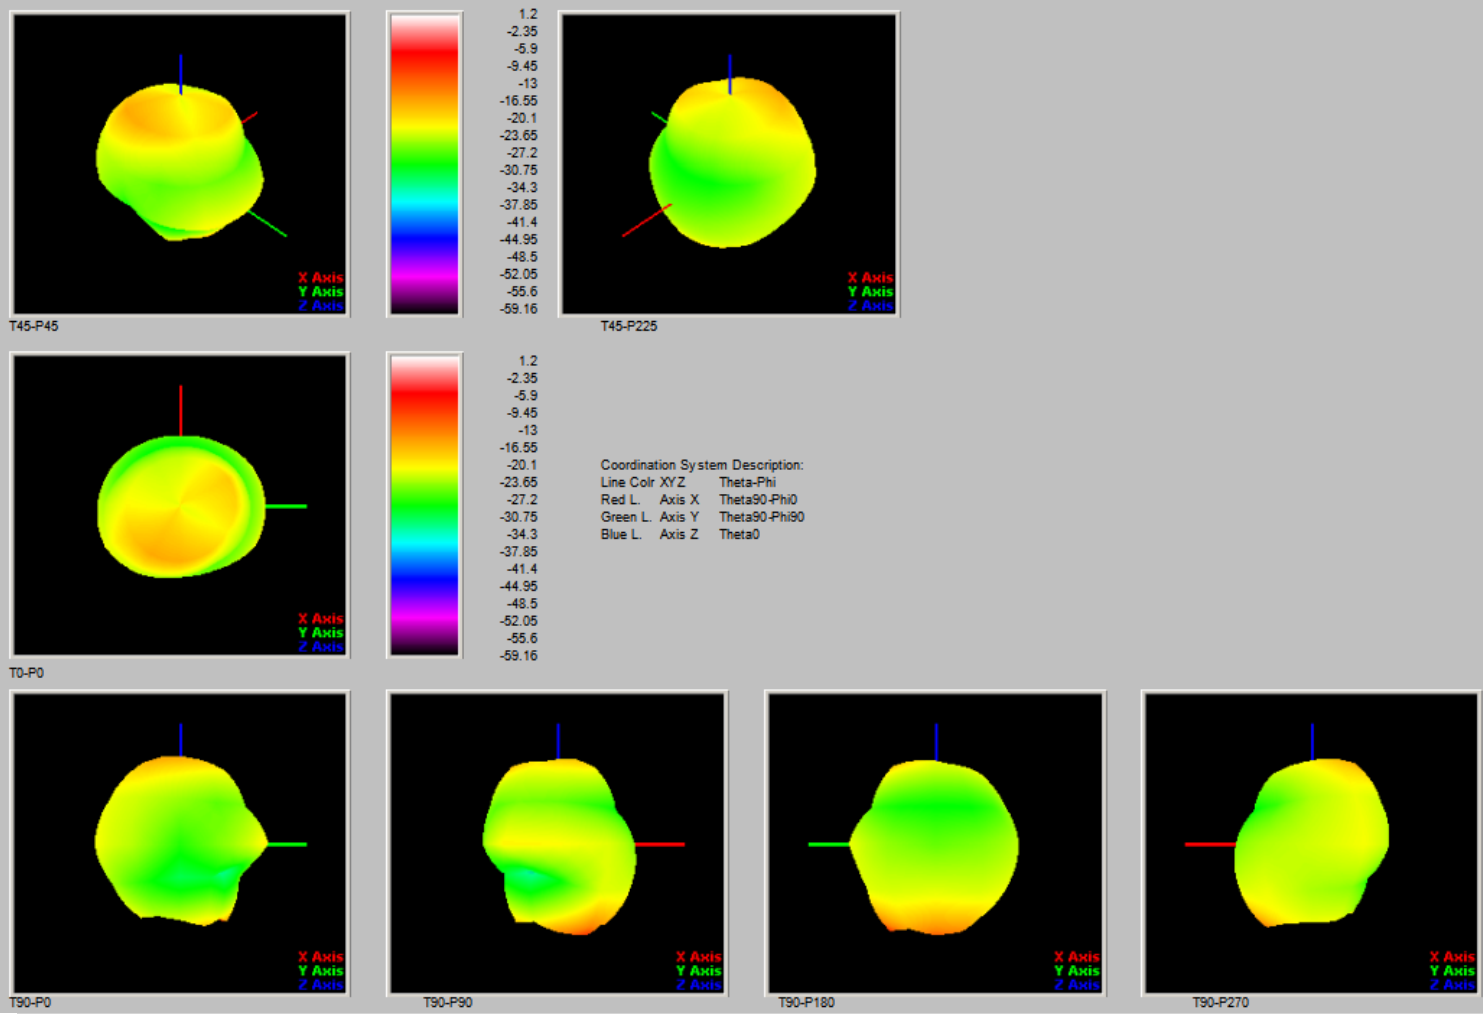 1.2
-2.35
-5.9
-9.45
-13
-16.55
-20.1
-23.65
-27.2
-30.75
-34.3
-37.85
-41.4
-44.95
-48.5
-52.05
-55.6
-59.16
X Axis
Y Axis
Z Axis
X Axis
Y Axis
Z Axis
T45-P45
T45-P225
1.2
-2.35
-5.9
-9.45
-13
-16.55
-20.1
-23.65
-27.2
-30.75
-34.3
-37.85
-41.4
-44.95
-48.5
-52.05
-55.6
-59.16
Coordination System Description:
Line Colr XYZ Theta-Phi
Red L. Axis X Theta90-Phi0
Green L. Axis Y Theta90-Phi90
Blue L. Axis Z Theta0
X Axis
Y Axis
Z Axis
T0-P0
X Axis
Y Axis
Z Axis
X Axis
Y Axis
Z Axis
X Axis
Y Axis
Z Axis
X Axis
Y Axis
Z Axis
T90-P0
T90-P90
T90-P180
T90-P270